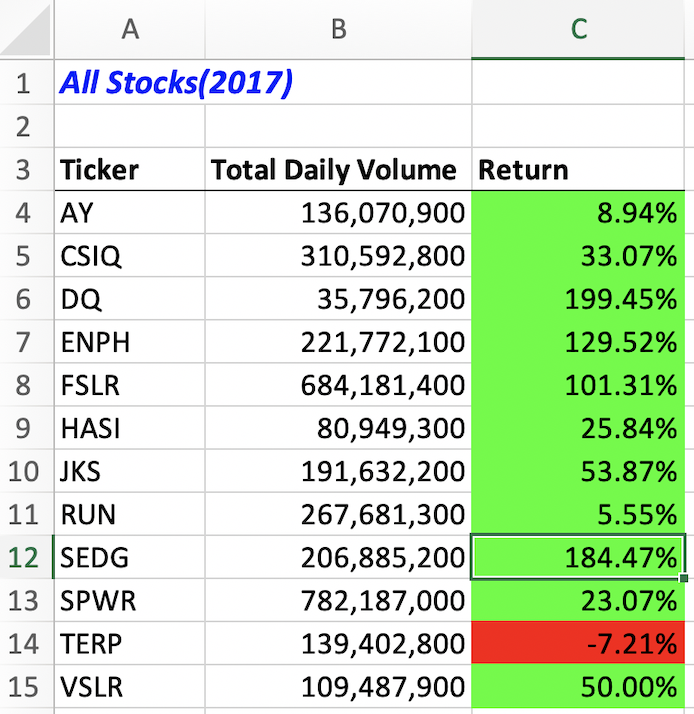 A B C
1 All Stocks(2017)
2
3 Ticker Total Daily Volume Return
4 AY 136,070,900 8.94%
5 CSIQ 310,592,800 33.07%
6 DQ 35,796,200 199.45%
7 ENPH 221,772,100 129.52%
8 FSLR 684,181,400 101.31%
9 HASI 80,949,300 25.84%
10 JKS 191,632,200 53.87%
11 RUN 267,681,300 5.55%
12 SEDG 206,885,200 184.47%
13 SPWR 782,187,000 23.07%
14 TERP 139,402,800 -7.21%
15 VSLR 109,487,900 50.00%